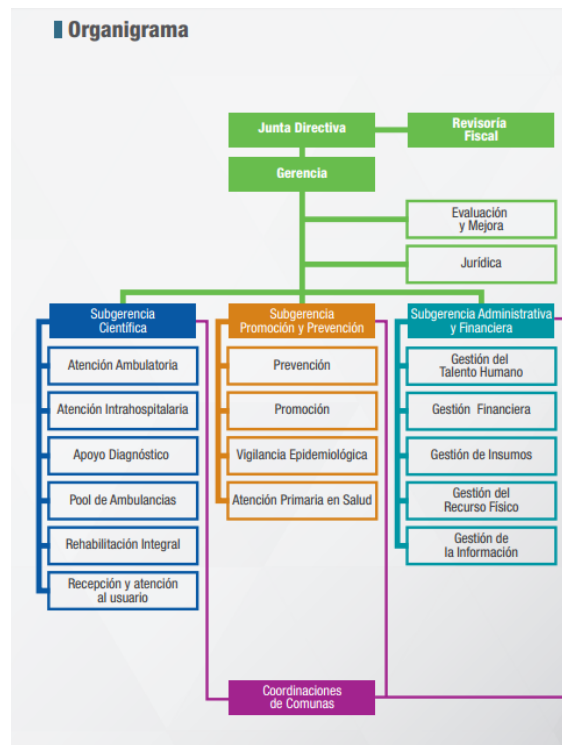 Organigrama
Junta Directiva
Revisoría
Fiscal
Gerencia
Evaluación
y Mejora
Jurídica
Subgerencia
Científica
Atención Ambulatoria
Atención Intrahospitalaria
Apoyo Diagnóstico
Pool de Ambulancias
Rehabilitación Integral
Recepción y atención
al usuario
Subgerencia
Promoción y Prevención
Prevención
Promoción
Vigilancia Epidemiológica
Atención Primaria en Salud
Subgerencia Administrativa
y Financiera
Gestión del
Talento Humano
Gestión Financiera
Gestión de Insumos
Gestión del
Recurso Físico
Gestión de
la Información
Coordinaciones
de Comunas